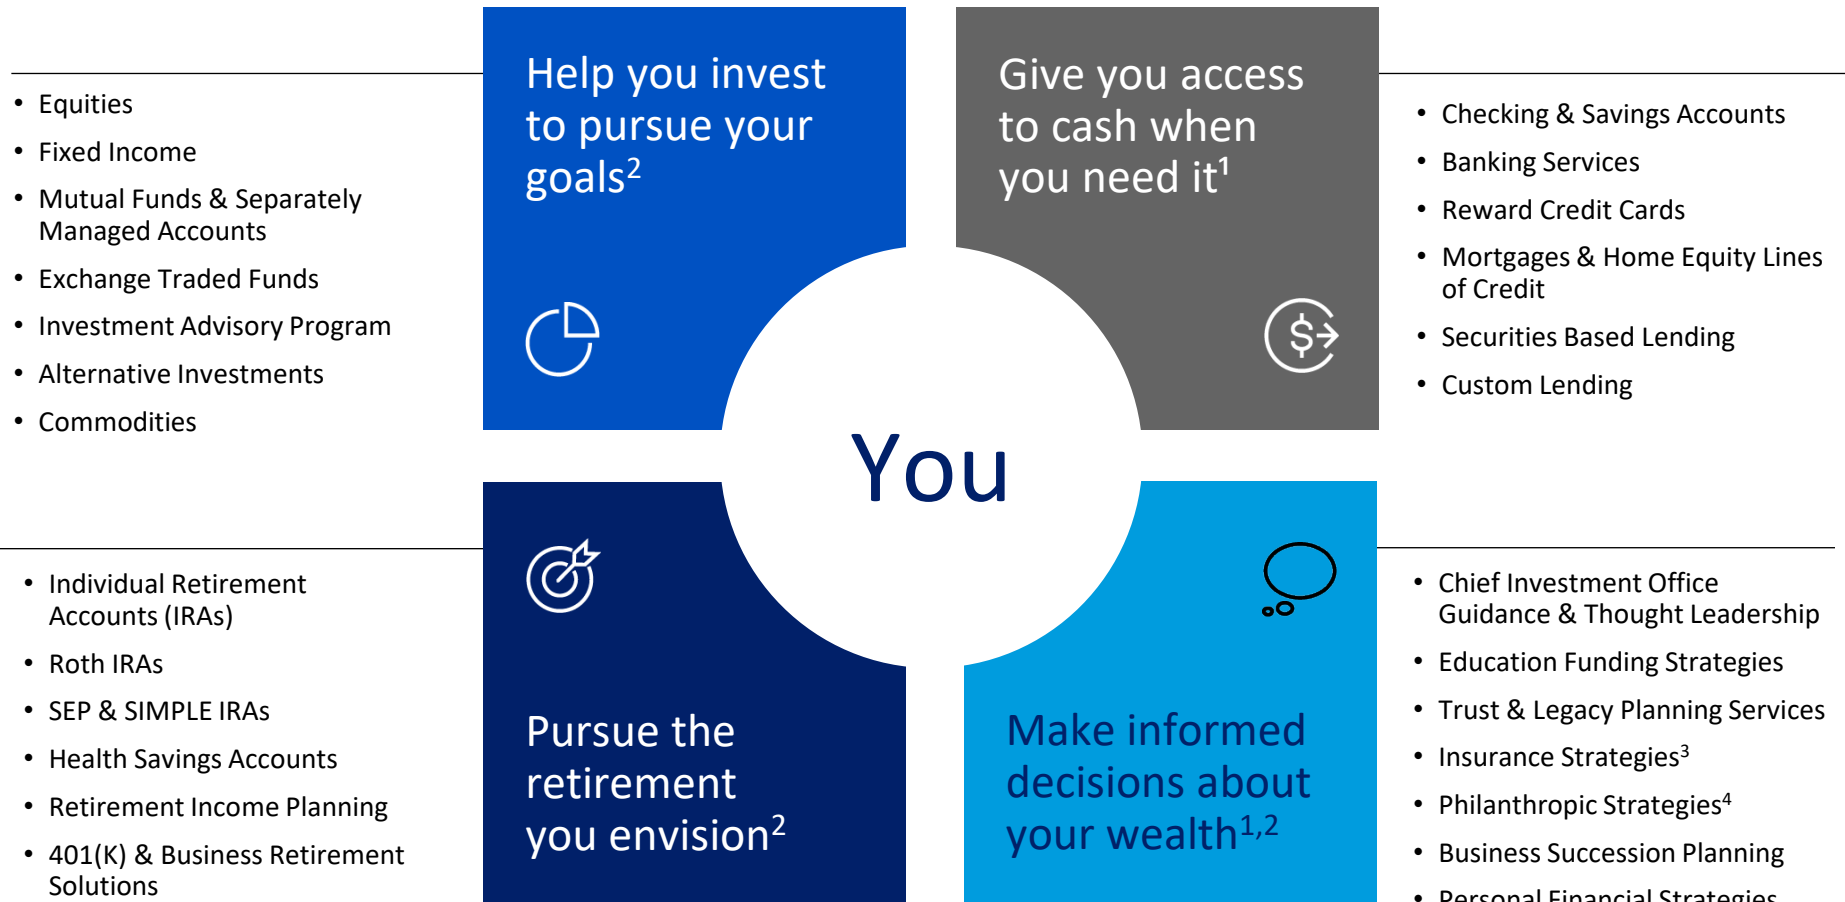 Help you invest
to pursue your
goals²
• Equities
• Fixed Income
• Mutual Funds & Separately
Managed Accounts
• Exchange Traded Funds
• Investment Advisory Program
• Alternative Investments
• Commodities
Give you access
to cash when
you need it¹
• Checking & Savings Accounts
• Banking Services
• Reward Credit Cards
• Mortgages & Home Equity Lines
of Credit
• Securities Based Lending
• Custom Lending
You
Pursue the
retirement
you envision²
• Individual Retirement
Accounts (IRAs)
• Roth IRAs
• SEP & SIMPLE IRAs
• Health Savings Accounts
• Retirement Income Planning
• 401(K) & Business Retirement
Solutions
Make informed
decisions about
your wealth¹,²
• Chief Investment Office
Guidance & Thought Leadership
• Education Funding Strategies
• Trust & Legacy Planning Services
• Insurance Strategies³
• Philanthropic Strategies⁴
• Business Succession Planning
• Personal Financial Strategies